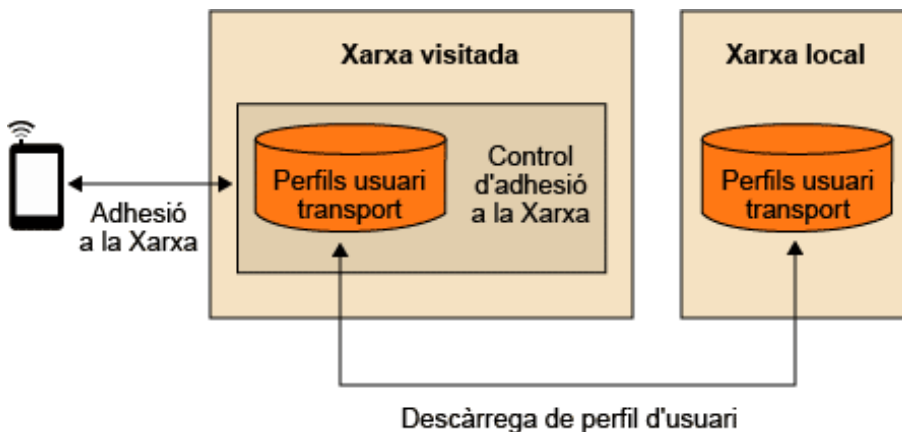 Xarxa visitada
Xarxa local
Perfils usuari
transport
Control
d'adhesió
a la Xarxa
Perfils usuari
transport
Adhesió
a la Xarxa
Descàrrega de perfil d'usuari